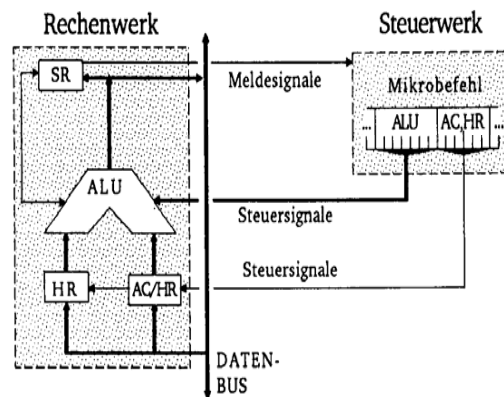 Rechenwerk
Steuerwerk
SR
Meldesignale
Mikrobefehl
... ALU AC,HR ...
ALU
Steuersignale
Steuersignale
HR
AC/HR
DATEN-
BUS